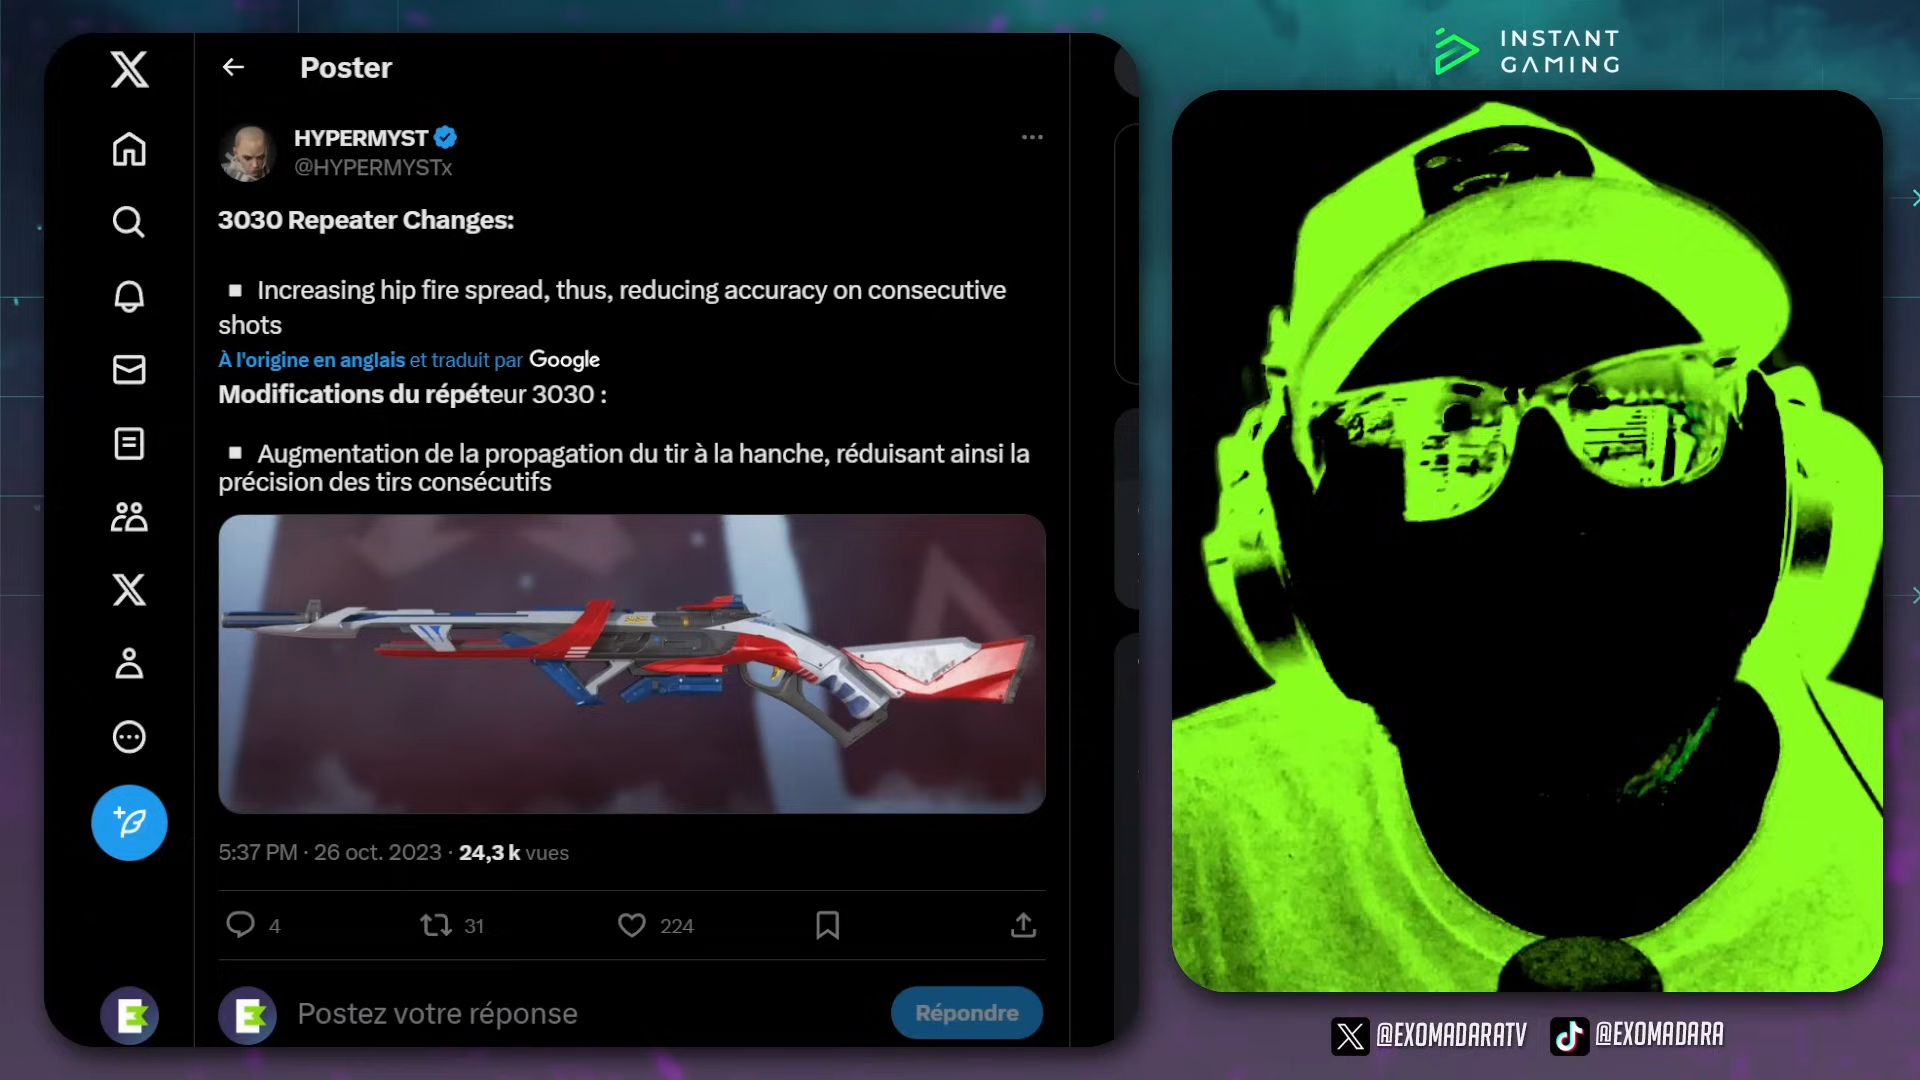 Poster
HYPERMYST
@HYPERMYSTx
3030 Repeater Changes:
Increasing hip fire spread, thus, reducing accuracy on consecutive
shots
À l'origine en anglais et traduit par Google
Modifications du répéteur 3030 :
Augmentation de la propagation du tir à la hanche, réduisant ainsi la
précision des tirs consécutifs
5:37 PM · 26 oct. 2023 · 24,3 k vues
4 31 224
Postez votre réponse Répondre
INSTANT
GAMING
@EXOMADARATV @EXOMADARA